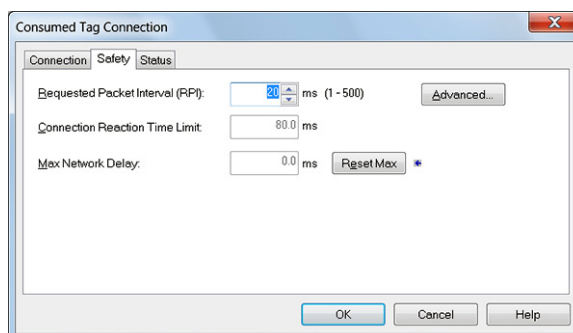 Consumed Tag Connection
Connection Safety Status
Requested Packet Interval (RPI): 20 ms (1 - 500) Advanced...
Connection Reaction Time Limit: 80.0 ms
Max Network Delay: 0.0 ms Reset Max
OK Cancel Help